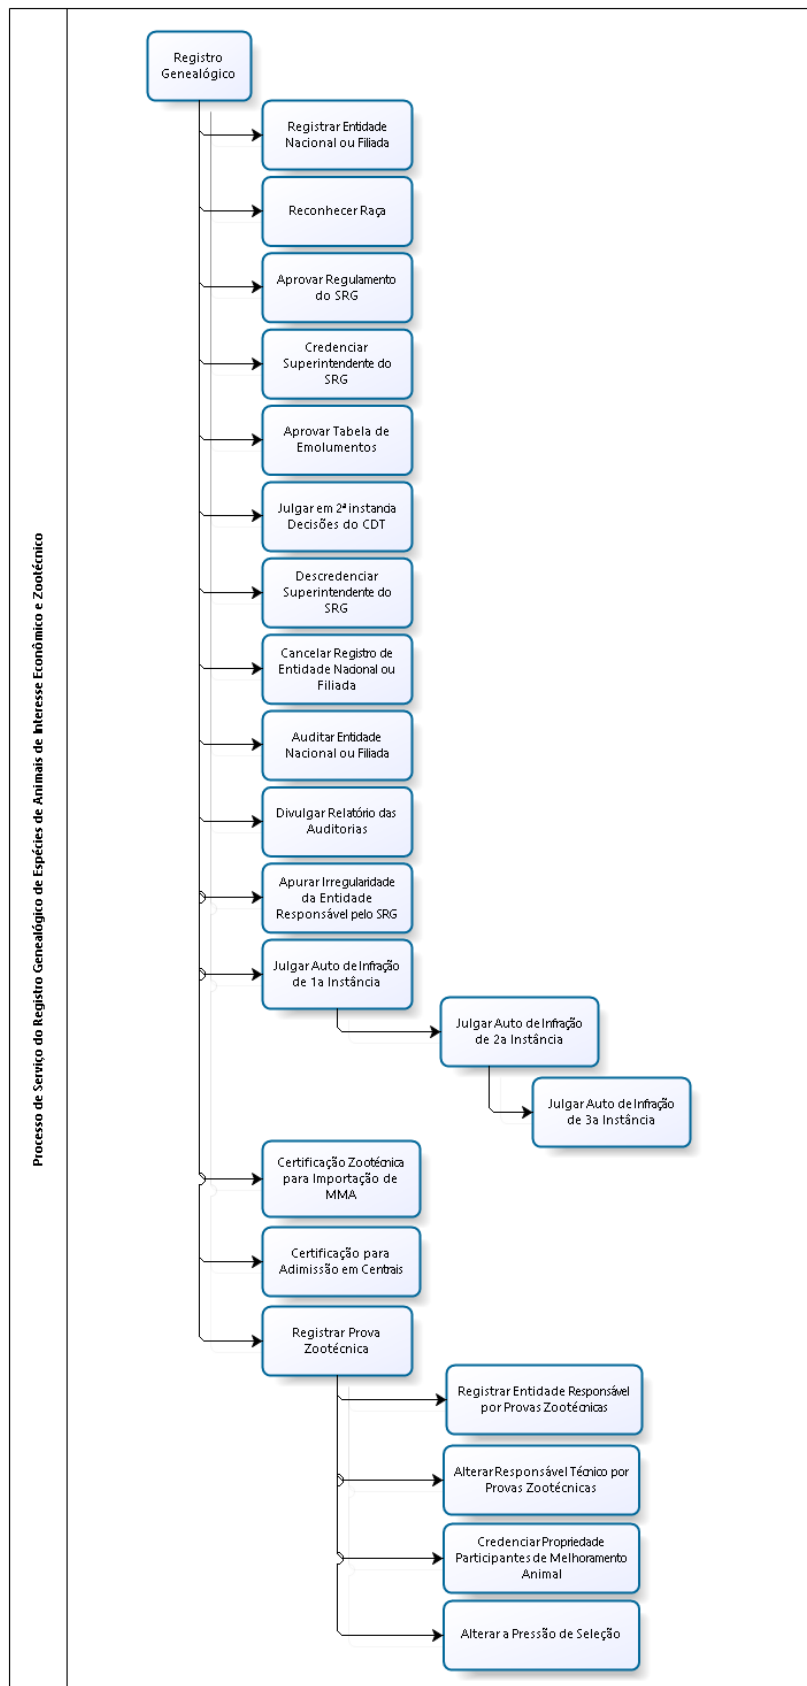 Processo de Serviço do Registro Genealógico de Espécies de Animais de Interesse Econômico e Zootécnico
Registro
Genealógico
Registrar Entidade
Nacional ou Filiada
Reconhecer Raça
Aprovar Regulamento
do SRG
Credenciar
Superintendente do
SRG
Aprovar Tabela de
Emolumentos
Julgar em 2ª instancia
Decisões do CDT
Descredenciar
Superintendente do
SRG
Cancelar Registro de
Entidade Nacional ou
Filiada
Auditar Entidade
Nacional ou Filiada
Divulgar Relatório das
Auditorias
Apurar Irregularidade
da Entidade
Responsável pelo SRG
Julgar Auto de Infração
de 1a Instância
Julgar Auto de Infração
de 2a Instância
Julgar Auto de Infração
de 3a Instância
Certificação Zootécnica
para Importação de
MMA
Certificação para
Adimissão em Centrais
Registrar Prova
Zootécnica
Registrar Entidade Responsável
por Provas Zootécnicas
Alterar Responsável Técnico por
Provas Zootécnicas
Credenciar Propriedade
Participantes de Melhoramento
Animal
Alterar a Pressão de Seleção